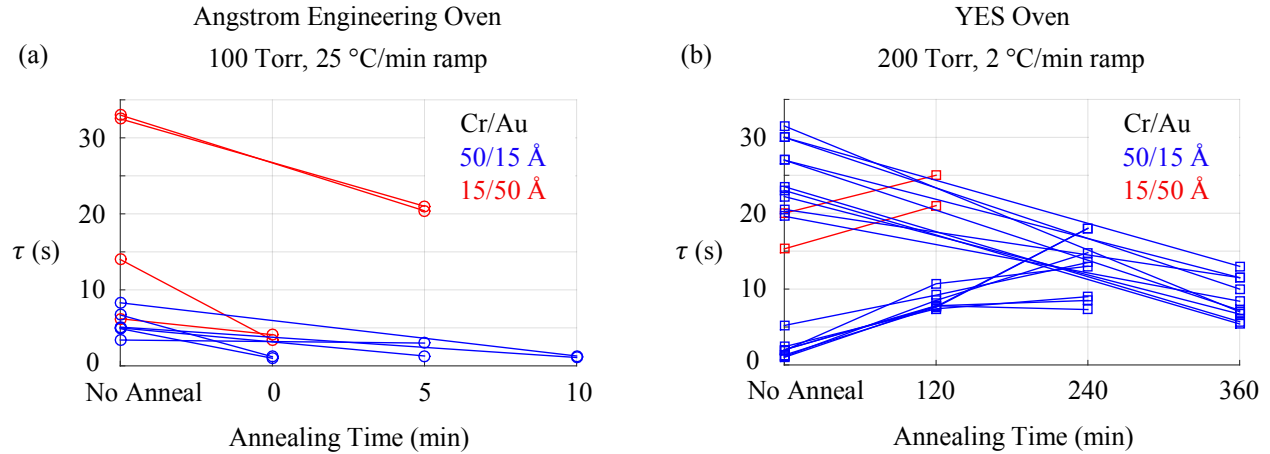 Angstrom Engineering Oven
(a) 100 Torr, 25 °C/min ramp
30
20
10
0
τ (s)
Cr/Au
50/15 Å
15/50 Å
No Anneal 0 5 10
Annealing Time (min)
YES Oven
(b) 200 Torr, 2 °C/min ramp
30
20
10
0
τ (s)
Cr/Au
50/15 Å
15/50 Å
No Anneal 120 240 360
Annealing Time (min)